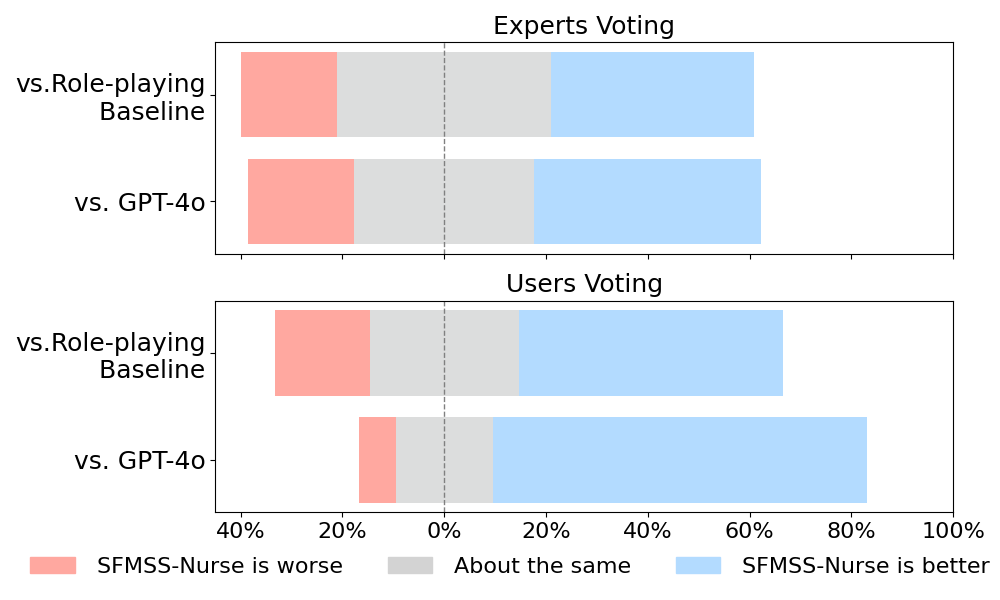 Experts Voting
vs.Role-playing
Baseline
vs. GPT-4o
Users Voting
vs.Role-playing
Baseline
vs. GPT-4o
40% 20% 0% 20% 40% 60% 80% 100%
SFMSS-Nurse is worse About the same SFMSS-Nurse is better